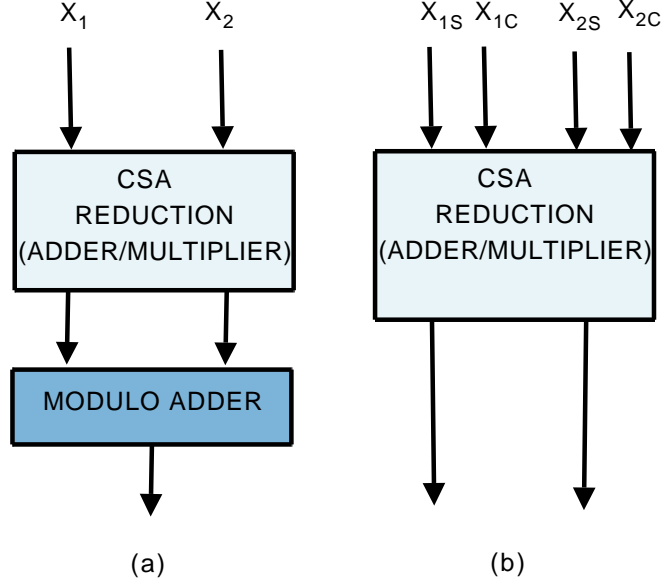 X1 X2
CSA
REDUCTION
(ADDER/MULTIPLIER)
MODULO ADDER
(a)
X1S X1C X2S X2C
CSA
REDUCTION
(ADDER/MULTIPLIER)
(b)